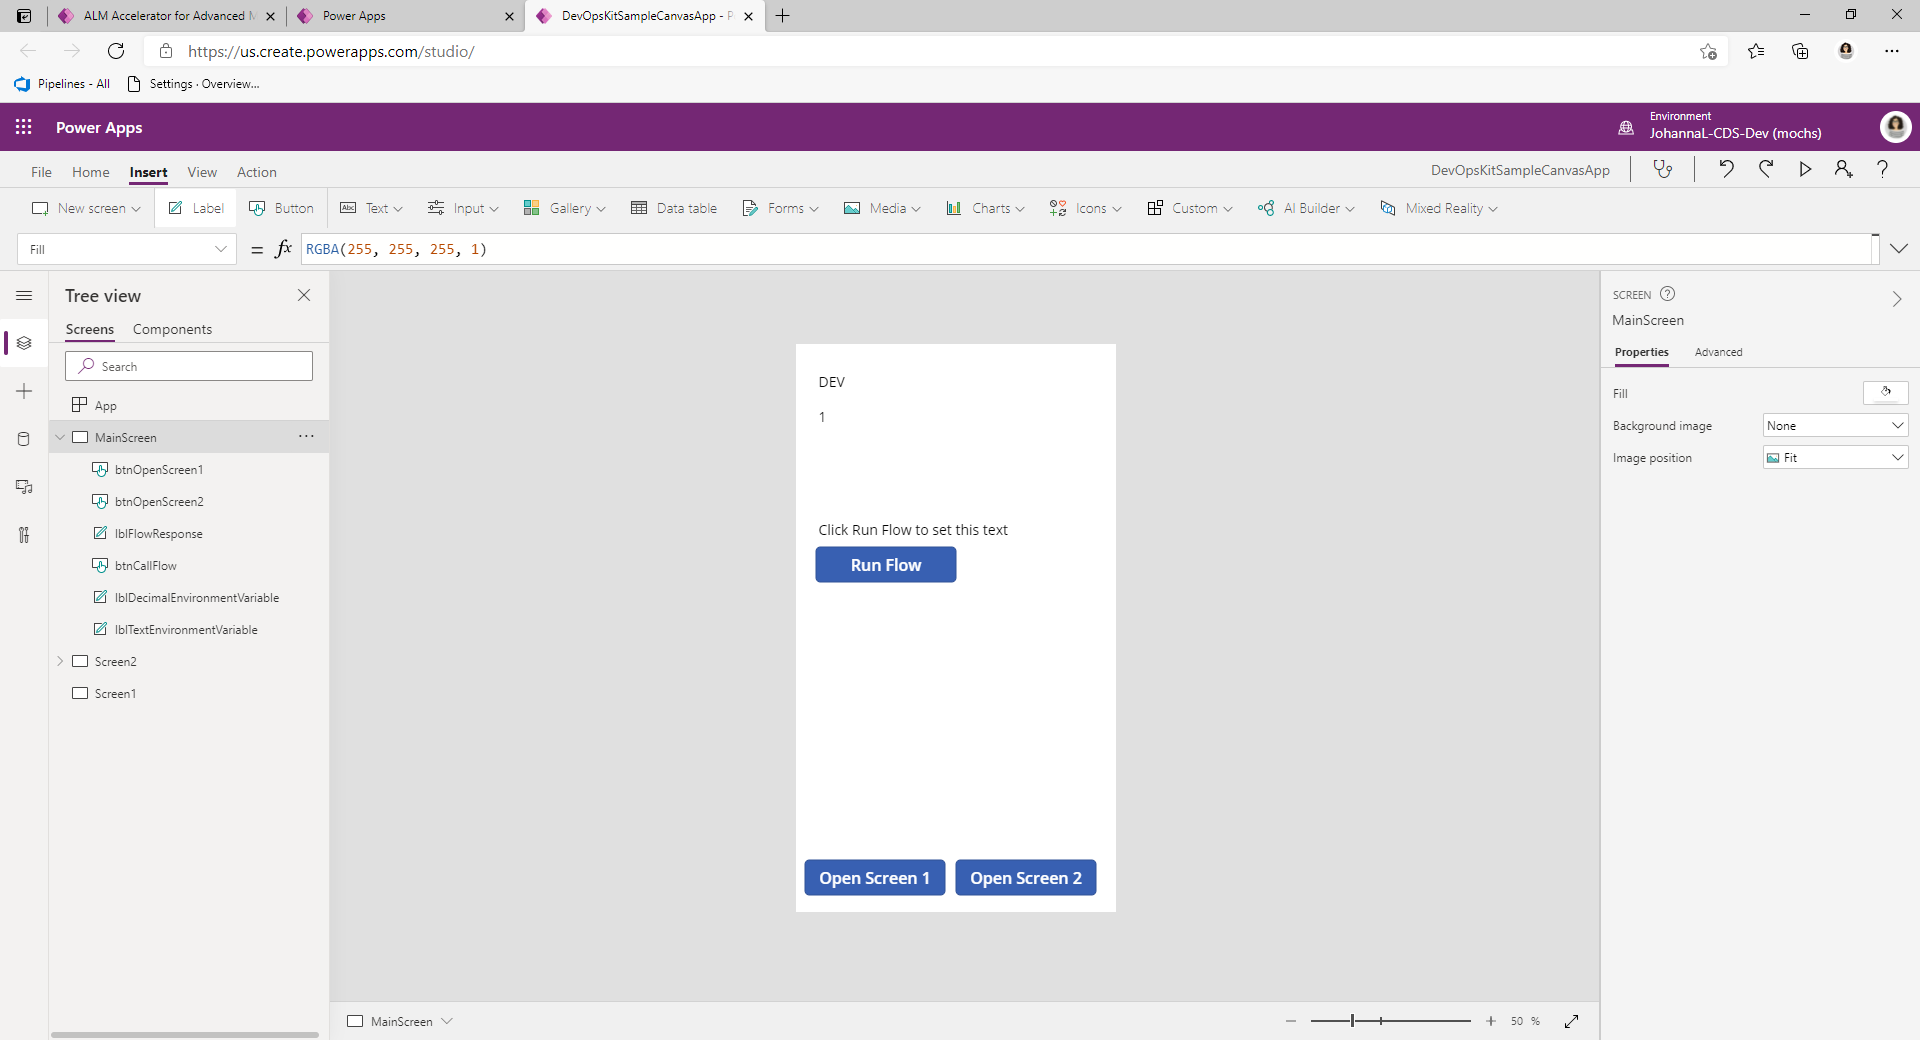 ALM Accelerator for Advanced M
Power Apps
DevOpsKitSampleCanvasApp - P
https://us.create.powerapps.com/studio/
Pipelines - All
Settings · Overview...
Power Apps
Environment
JohannaL-CDS-Dev (mochs)
File
Home
Insert
View
Action
DevOpsKitSampleCanvasApp
New screen
Label
Button
Abc
Text
Input
Gallery
Data table
Forms
Media
Charts
Icons
Custom
AI Builder
Mixed Reality
Fill
= fx
RGBA(255, 255, 255, 1)
Tree view
Screens
Components
Search
App
MainScreen
btnOpenScreen1
btnOpenScreen2
lblFlowResponse
btnCallFlow
lblDecimalEnvironmentVariable
lblTextEnvironmentVariable
Screen2
Screen1
DEV
1
Click Run Flow to set this text
Run Flow
Open Screen 1
Open Screen 2
SCREEN
MainScreen
Properties
Advanced
Fill
Background image
None
Image position
Fit
MainScreen
50 %